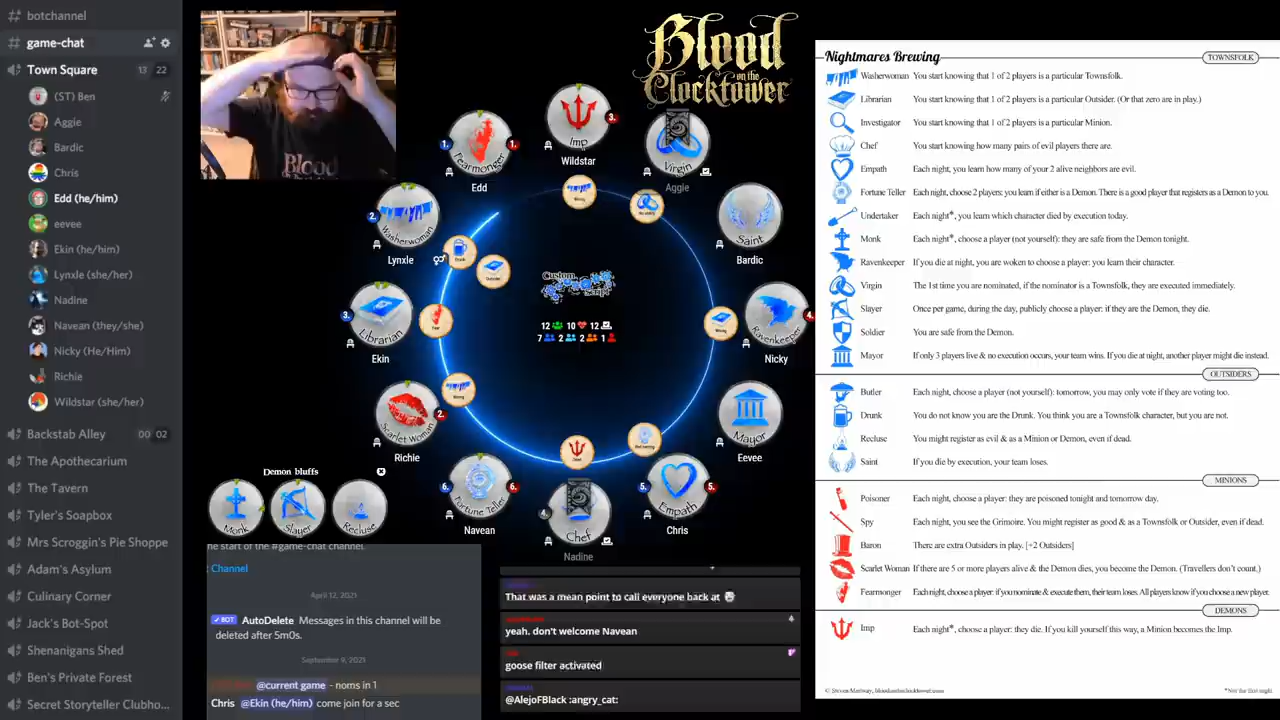 botchannel
game-chat
Town Square 13 22
(ST) Ben
Aggie
Bardic
Chris
Edd (he/him)
eevee
Ekin (he/him)
Lynxle (she/her)
Nadine
Navean (they/she)
Nicky (He/Him)
Richie
Wildstar (she/her)
Backstab Alley 00 02
The Apothecarium
The Tavern
Tyler's Soapbox
Mrs Scroggin's Pie Shoppe
Adam's Asylum
Culinary Corner
Jack's Bot-Spot
Shenanigans Shed
Ben's Private Forest
Secret Storyteller Clubho...
Blood
on the
Clocktower
Imp
3.
Wildstar
Fearmonger
1.
1.
Edd
Virgin
Aggie
Washerwoman
2.
Lynxle
Saint
Bardic
Librarian
3.
Ekin
Ravenkeeper
4.
Nicky
Scarlet Woman
2.
Richie
Mayor
Eevee
Fortune Teller
6.
6.
Navean
Chef
4.
Nadine
Empath
5.
5.
Chris
Wrong
Drunk
Outsider
Wrong
Wrong
Custom
Script
12 10 12
7 2 2 1
Demon bluffs
Monk
Slayer
Recluse
he start of the #game-chat channel.
Channel
April 12, 2021
BOT AutoDelete Messages in this channel will be
deleted after 5m0s.
September 9, 2021
@current game - noms in 1
Chris @Ekin (he/him) come join for a sec
That was a mean point to call everyone back at
yeah. don't welcome Navean
goose filter activated
@AlejoFBlack :angry_cat:
Nightmares Brewing
TOWNSFOLK
Washerwoman You start knowing that 1 of 2 players is a particular Townsfolk.
Librarian You start knowing that 1 of 2 players is a particular Outsider. (Or that zero are in play.)
Investigator You start knowing that 1 of 2 players is a particular Minion.
Chef You start knowing how many pairs of evil players there are.
Empath Each night, you learn how many of your 2 alive neighbors are evil.
Fortune Teller Each night, choose 2 players: you learn if either is a Demon. There is a good player that registers as a Demon to you.
Undertaker Each night*, you learn which character died by execution today.
Monk Each night*, choose a player (not yourself): they are safe from the Demon tonight.
Ravenkeeper If you die at night, you are woken to choose a player: you learn their character.
Virgin The 1st time you are nominated, if the nominator is a Townsfolk, they are executed immediately.
Slayer Once per game, during the day, publicly choose a player: if they are the Demon, they die.
Soldier You are safe from the Demon.
Mayor If only 3 players live & no execution occurs, your team wins. If you die at night, another player might die instead.
OUTSIDERS
Butler Each night, choose a player (not yourself): tomorrow, you may only vote if they are voting too.
Drunk You do not know you are the Drunk. You think you are a Townsfolk character, but you are not.
Recluse You might register as evil & as a Minion or Demon, even if dead.
Saint If you die by execution, your team loses.
MINIONS
Poisoner Each night, choose a player: they are poisoned tonight and tomorrow day.
Spy Each night, you see the Grimoire. You might register as good & as a Townsfolk or Outsider, even if dead.
Baron There are extra Outsiders in play. [+2 Outsiders]
Scarlet Woman If there are 5 or more players alive & the Demon dies, you become the Demon. (Travellers don't count.)
Fearmonger Each night, choose a player: if you nominate & execute them, their team loses. All players know if you choose a new player.
DEMONS
Imp Each night*, choose a player: they die. If you kill yourself this way, a Minion becomes the Imp.
*Not the first night